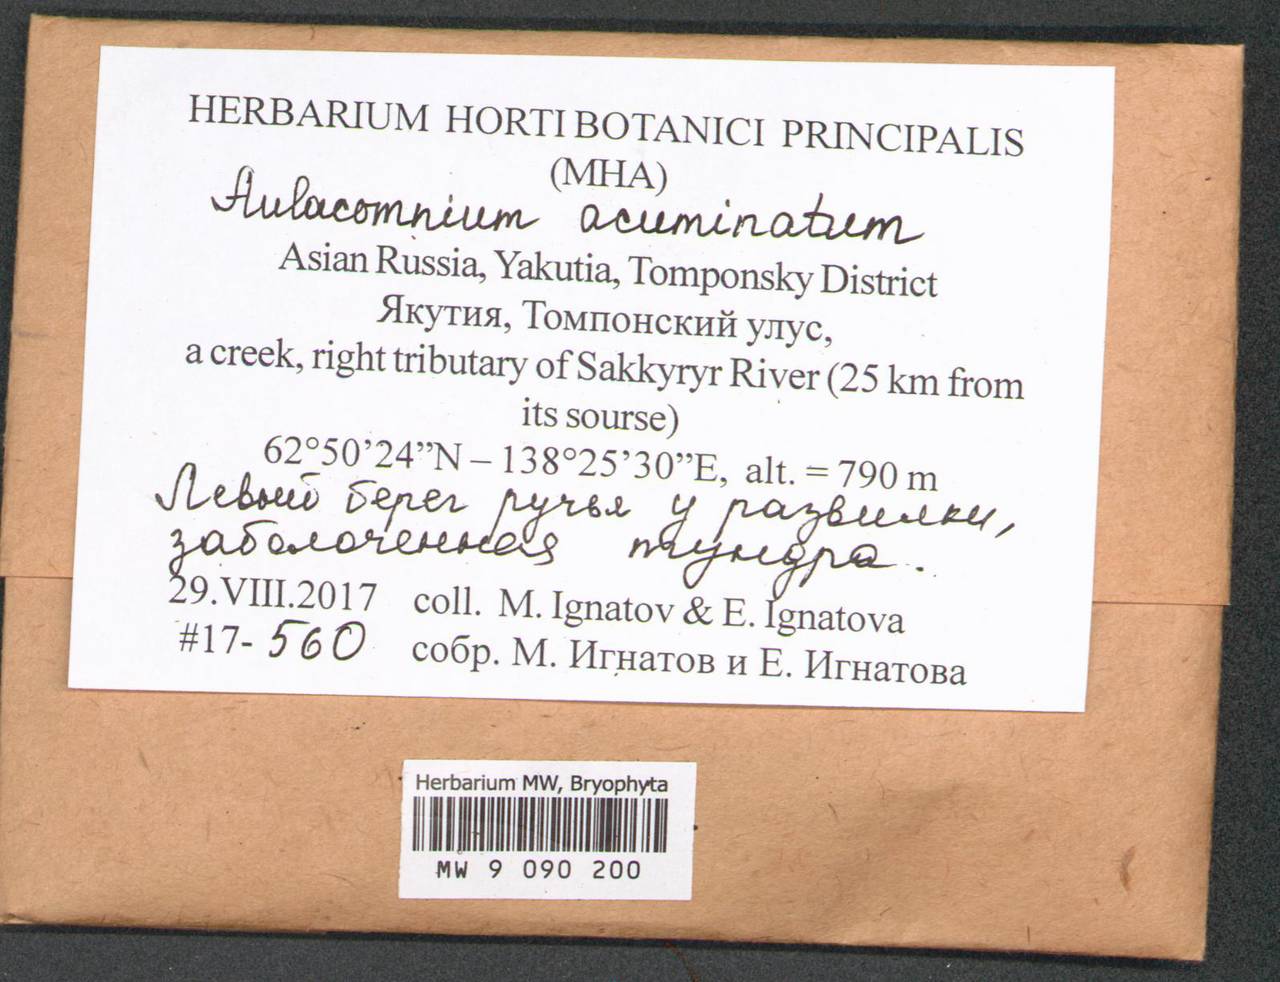 HERBARIUM HORTI BOTANICI PRINCIPALIS
(MHA)
Aulacomnium acuminatum
Asian Russia, Yakutia, Tomponsky District
Якутия, Томпонский улус,
a creek, right tributary of Sakkyryr River (25 km from
its sourse)
62°50’24”N – 138°25’30”E, alt. = 790 m
Левый берег ручья у развилки,
заболоченная тундра.
29.VIII.2017 coll. M. Ignatov & E. Ignatova
#17-560 собр. М. Игнатов и Е. Игнатова
Herbarium MW, Bryophyta
MW 9 090 200